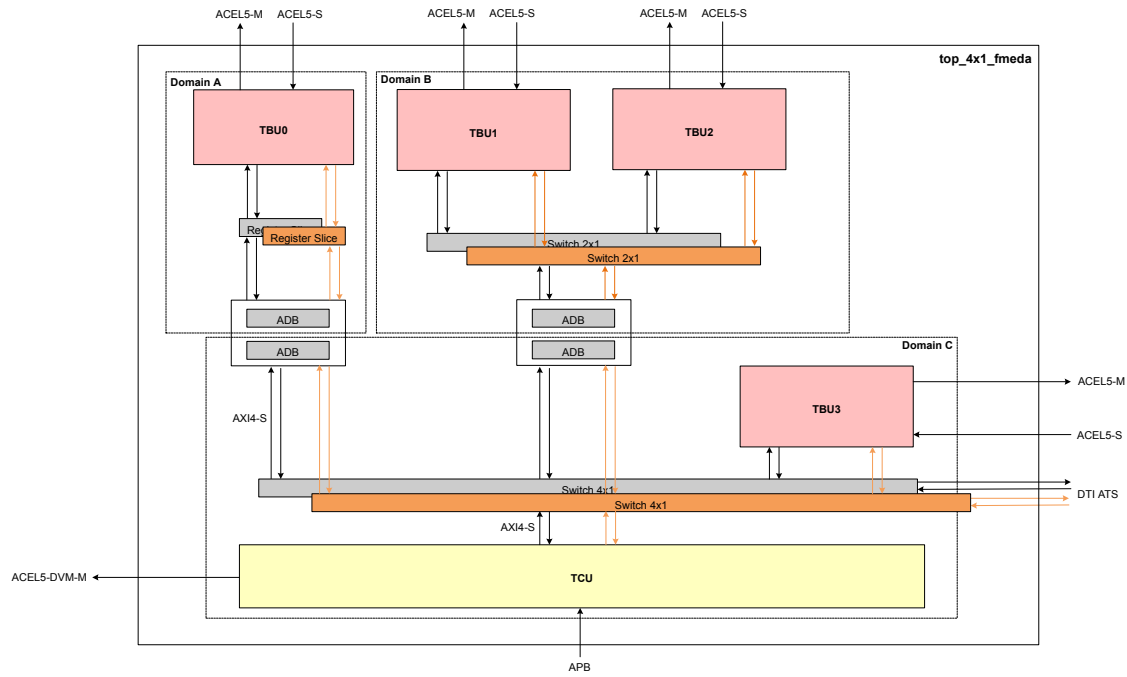 ACEL5-M
ACEL5-S
ACEL5-M
ACEL5-S
ACEL5-M
ACEL5-S
top_4x1_fmeda
Domain A
Domain B
TBU0
TBU1
TBU2
Register Slice
Switch 2x1
Switch 2x1
ADB
ADB
ADB
ADB
Domain C
TBU3
ACEL5-M
AXI4-S
ACEL5-S
Switch 4x1
DTI ATS
Switch 4x1
AXI4-S
ACEL5-DVM-M
TCU
APB